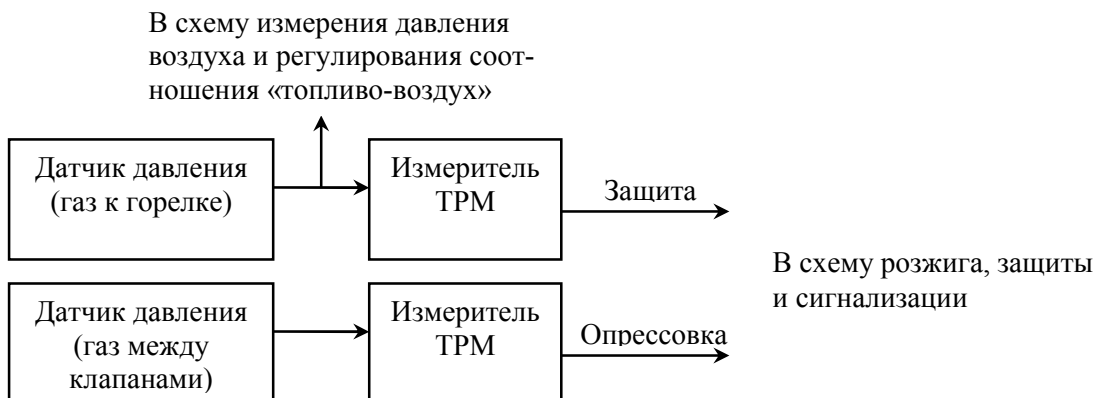 В схему измерения давления
воздуха и регулирования соот-
ношения «топливо-воздух»
Датчик давления
(газ к горелке)
Измеритель
ТРМ
Защита
В схему розжига, защиты
и сигнализации
Датчик давления
(газ между
клапанами)
Измеритель
ТРМ
Опрессовка